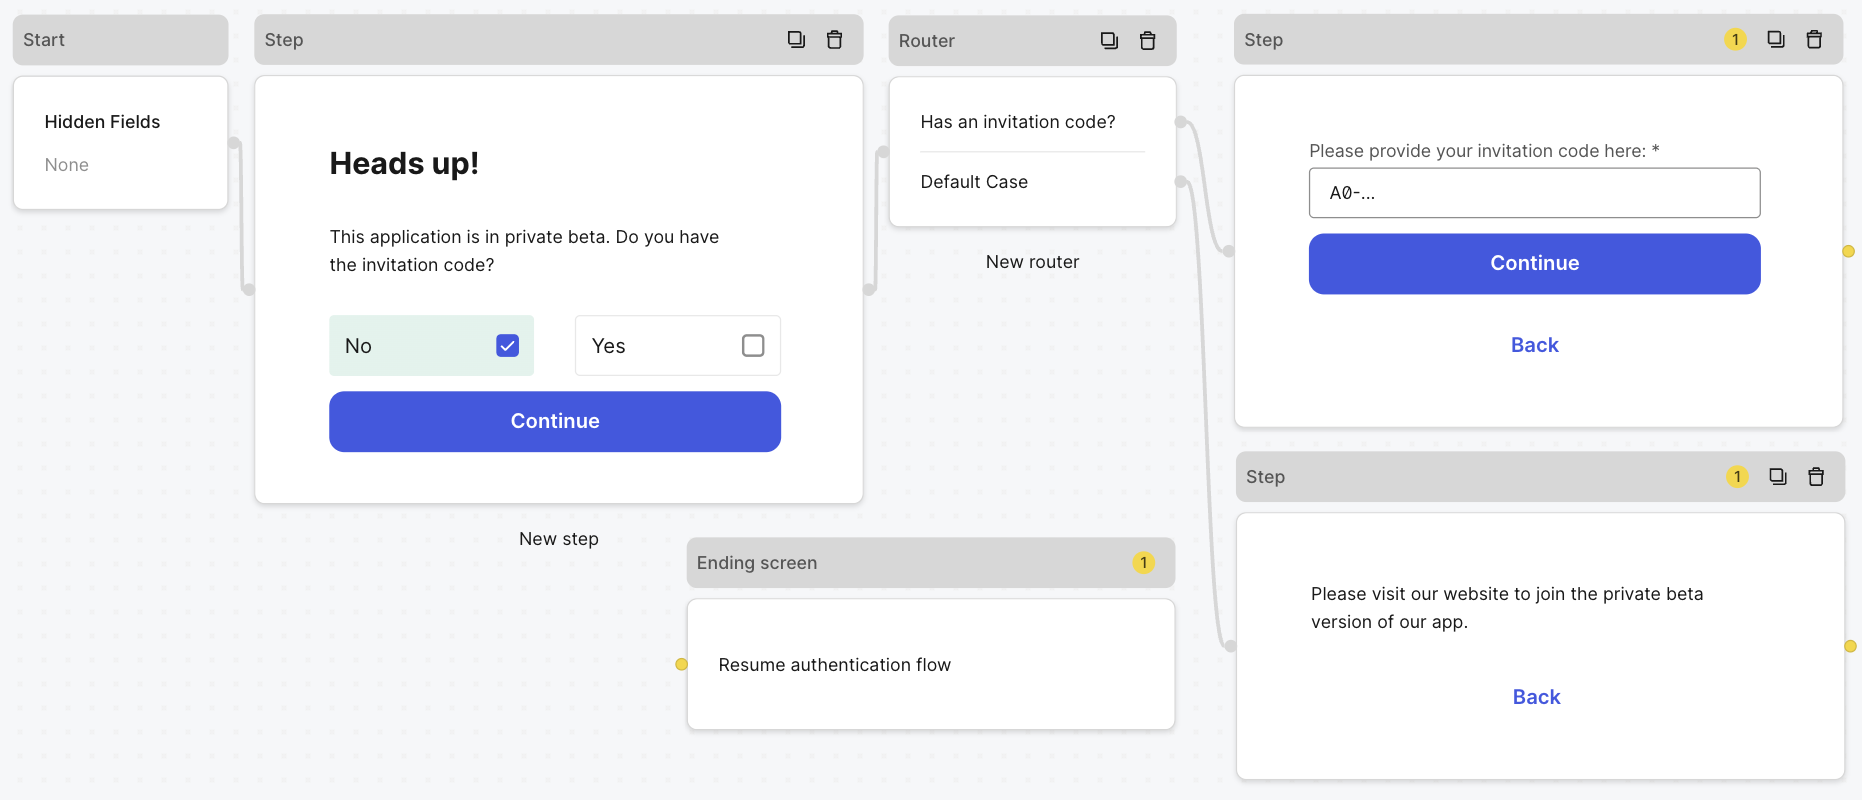 Start
Hidden Fields
None
Step
Heads up!
This application is in private beta. Do you have
the invitation code?
No
Yes
Continue
New step
Router
Has an invitation code?
Default Case
New router
Ending screen
1
Resume authentication flow
Step
1
Please provide your invitation code here: *
A0-...
Continue
Back
Step
1
Please visit our website to join the private beta
version of our app.
Back